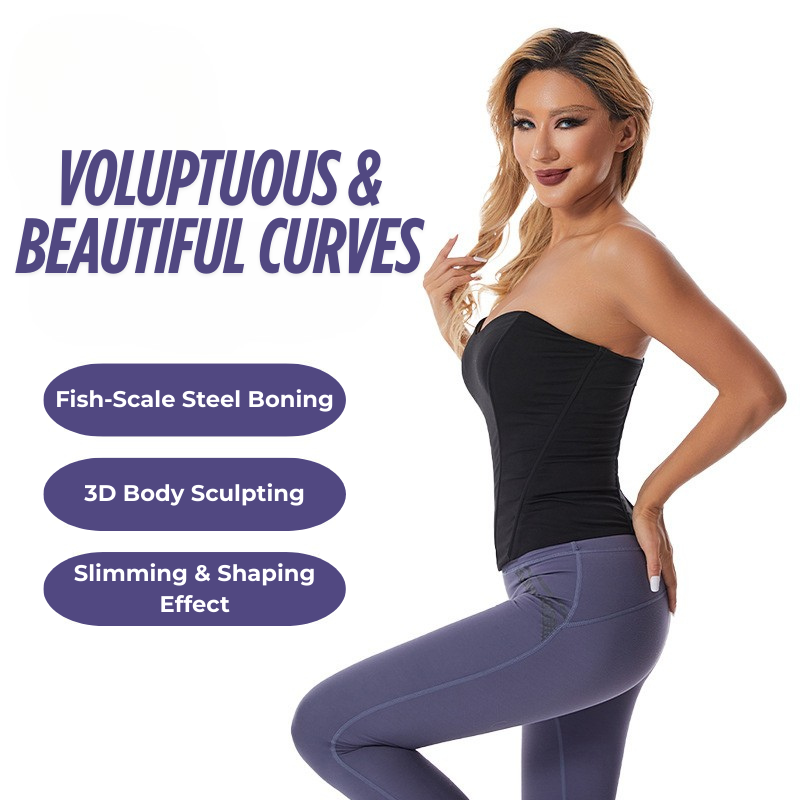 VOLUPTUOUS &
BEAUTIFUL CURVES
Fish-Scale Steel Boning
3D Body Sculpting
Slimming & Shaping
Effect